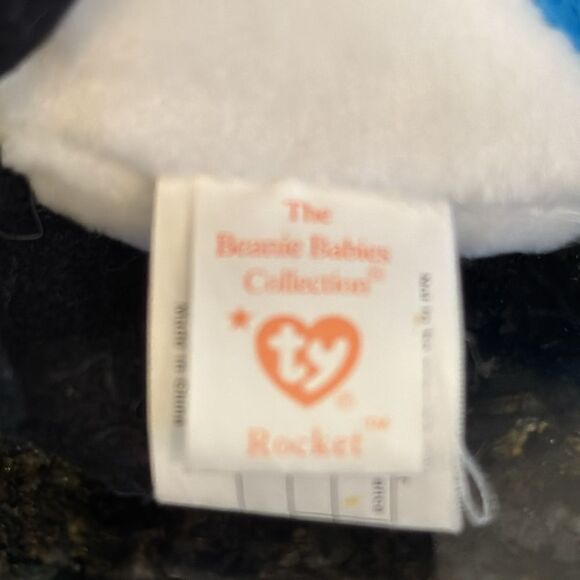 The
Beanie Babies
Collection®
ty®
Rocket™
Made in China